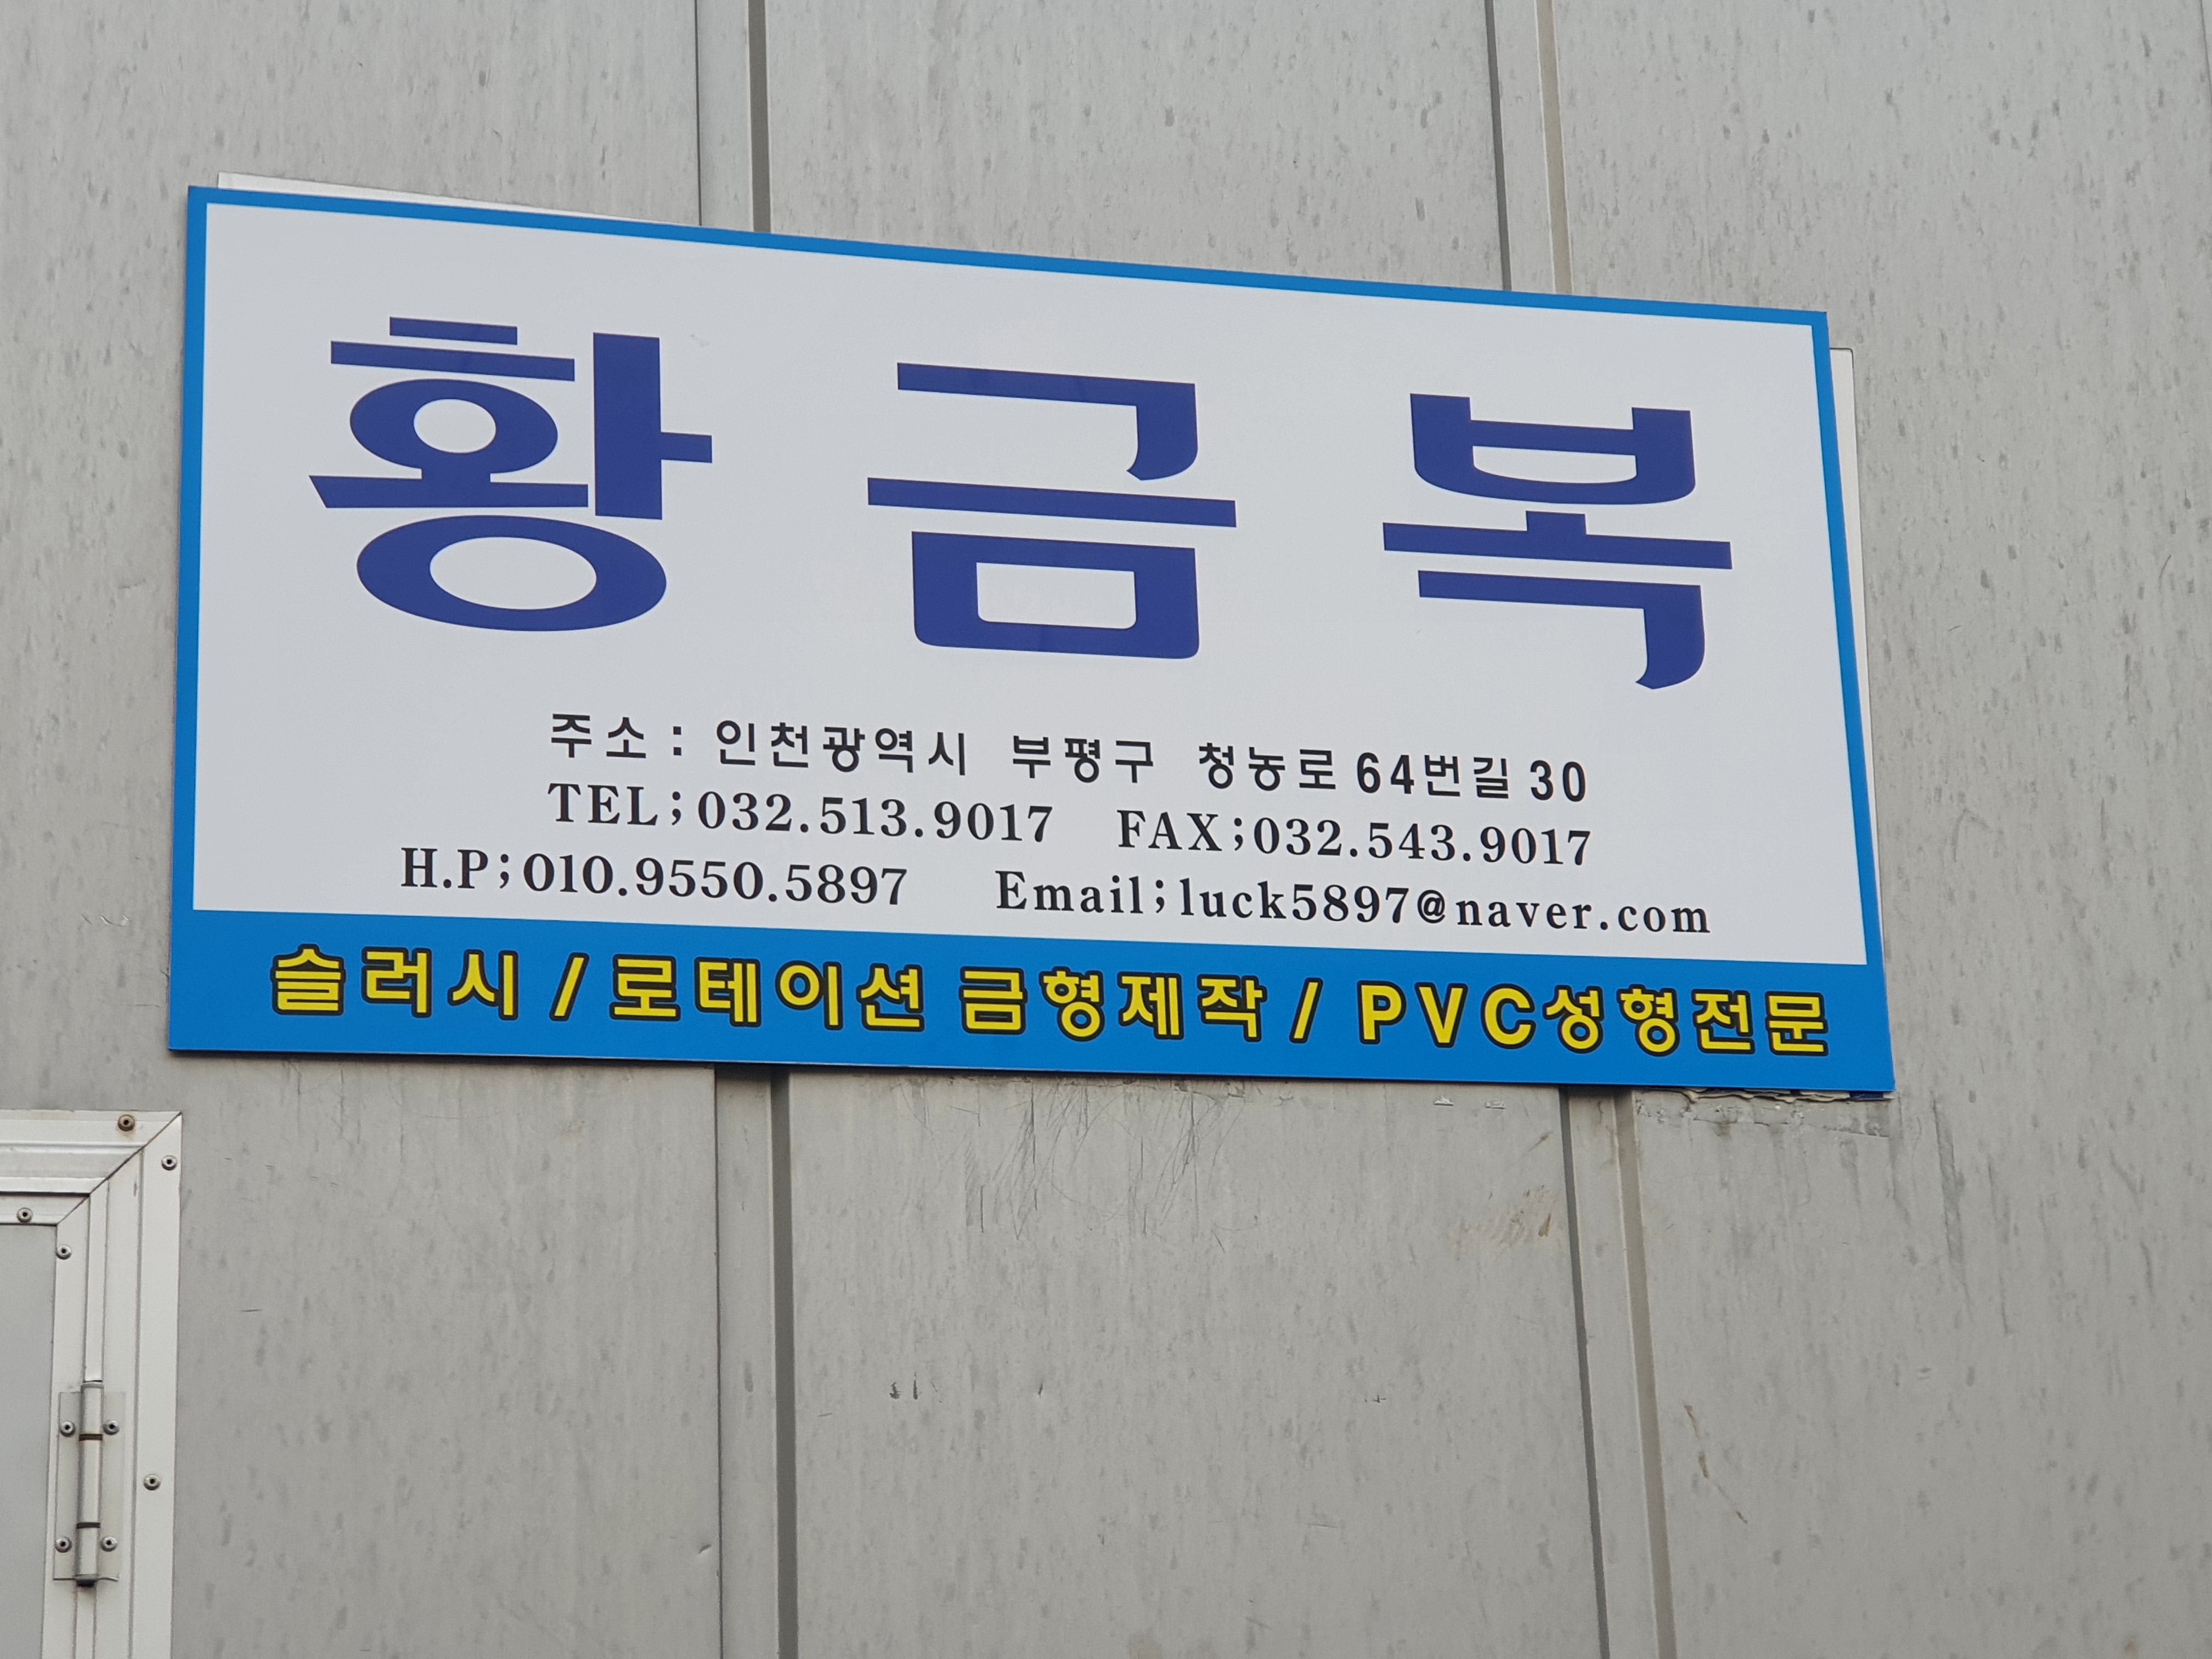 황금복
주소 : 인천광역시 부평구 청농로 64번길 30
TEL;032.513.9017 FAX;032.543.9017
H.P;010.9550.5897 Email;luck5897@naver.com
슬러시 / 로테이션 금형제작 / PVC성형전문